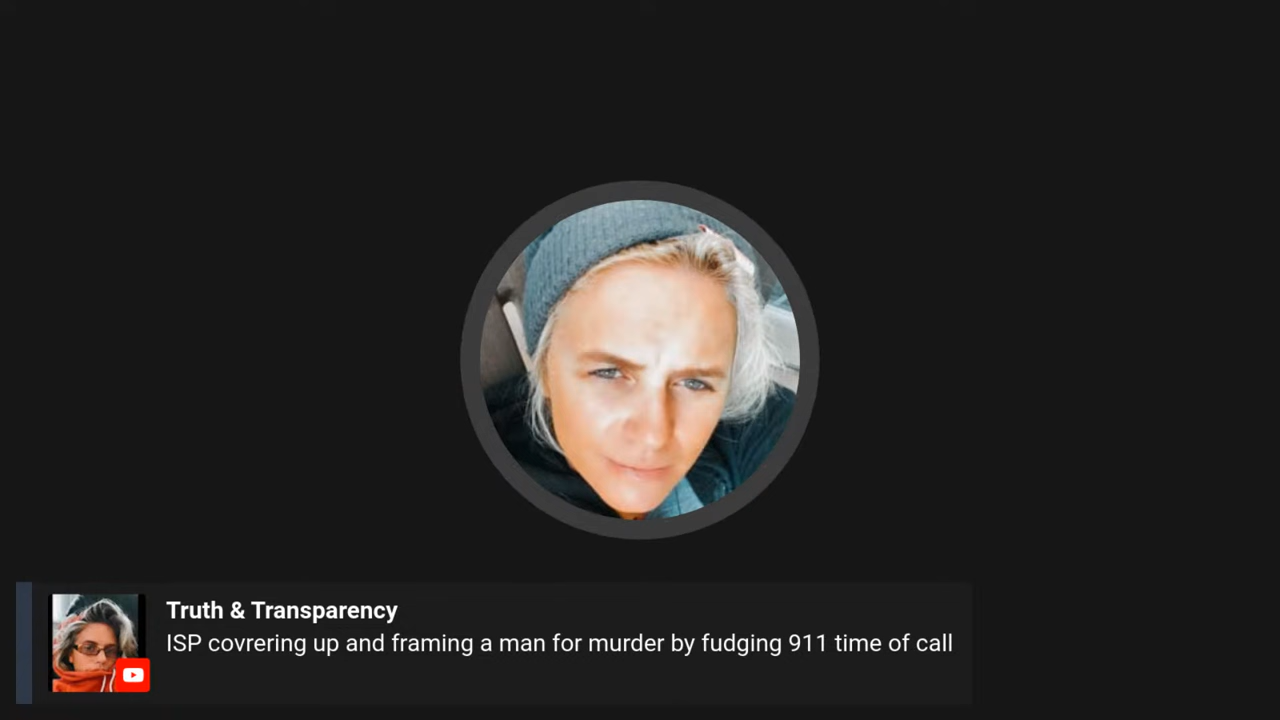 Truth & Transparency
ISP covrering up and framing a man for murder by fudging 911 time of call